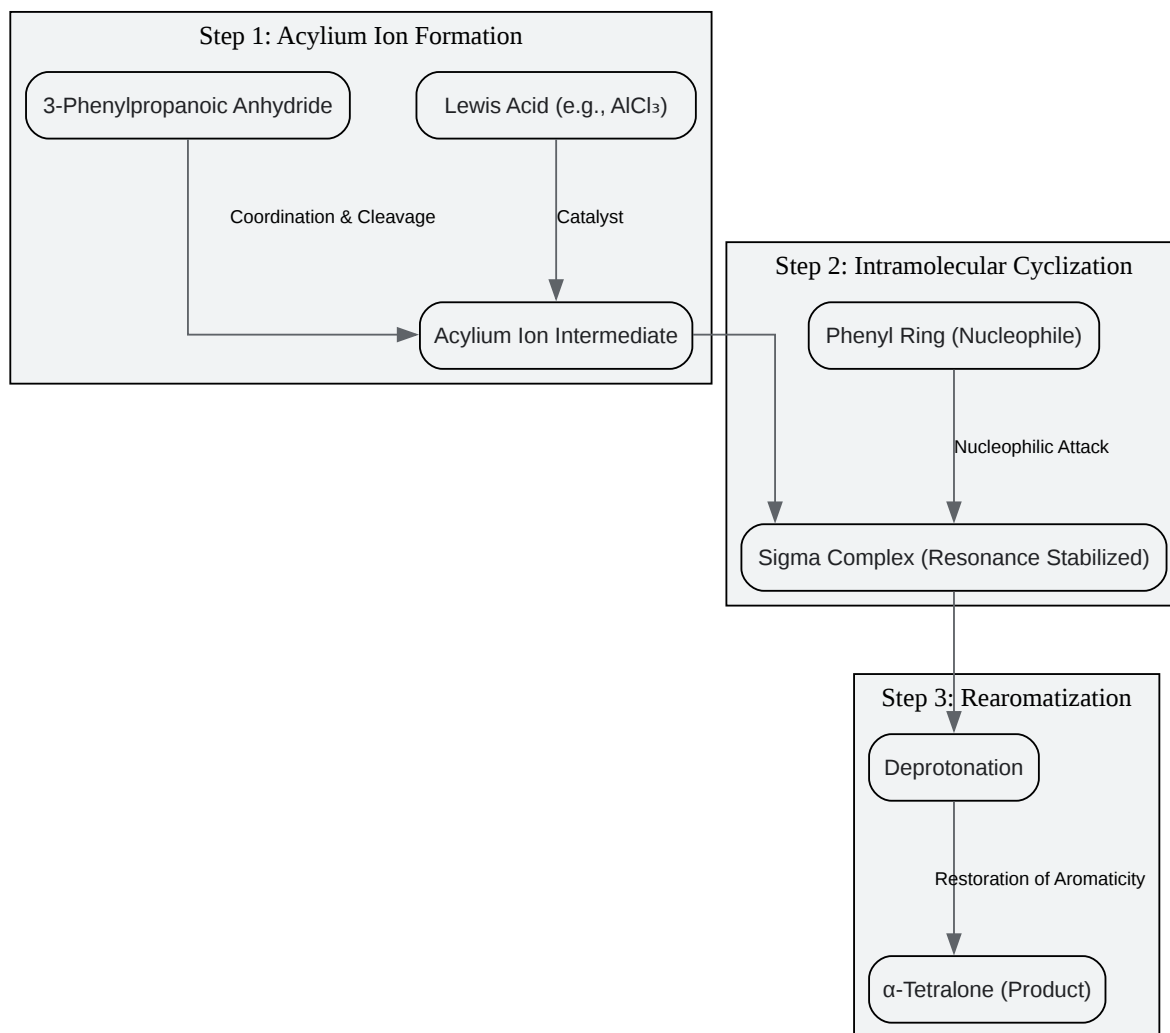 Step 1: Acylium Ion Formation
3-Phenylpropanoic Anhydride
Lewis Acid (e.g., AlCl₃)
Coordination & Cleavage
Catalyst
Acylium Ion Intermediate
Step 2: Intramolecular Cyclization
Phenyl Ring (Nucleophile)
Nucleophilic Attack
Sigma Complex (Resonance Stabilized)
Step 3: Rearomatization
Deprotonation
Restoration of Aromaticity
α-Tetralone (Product)